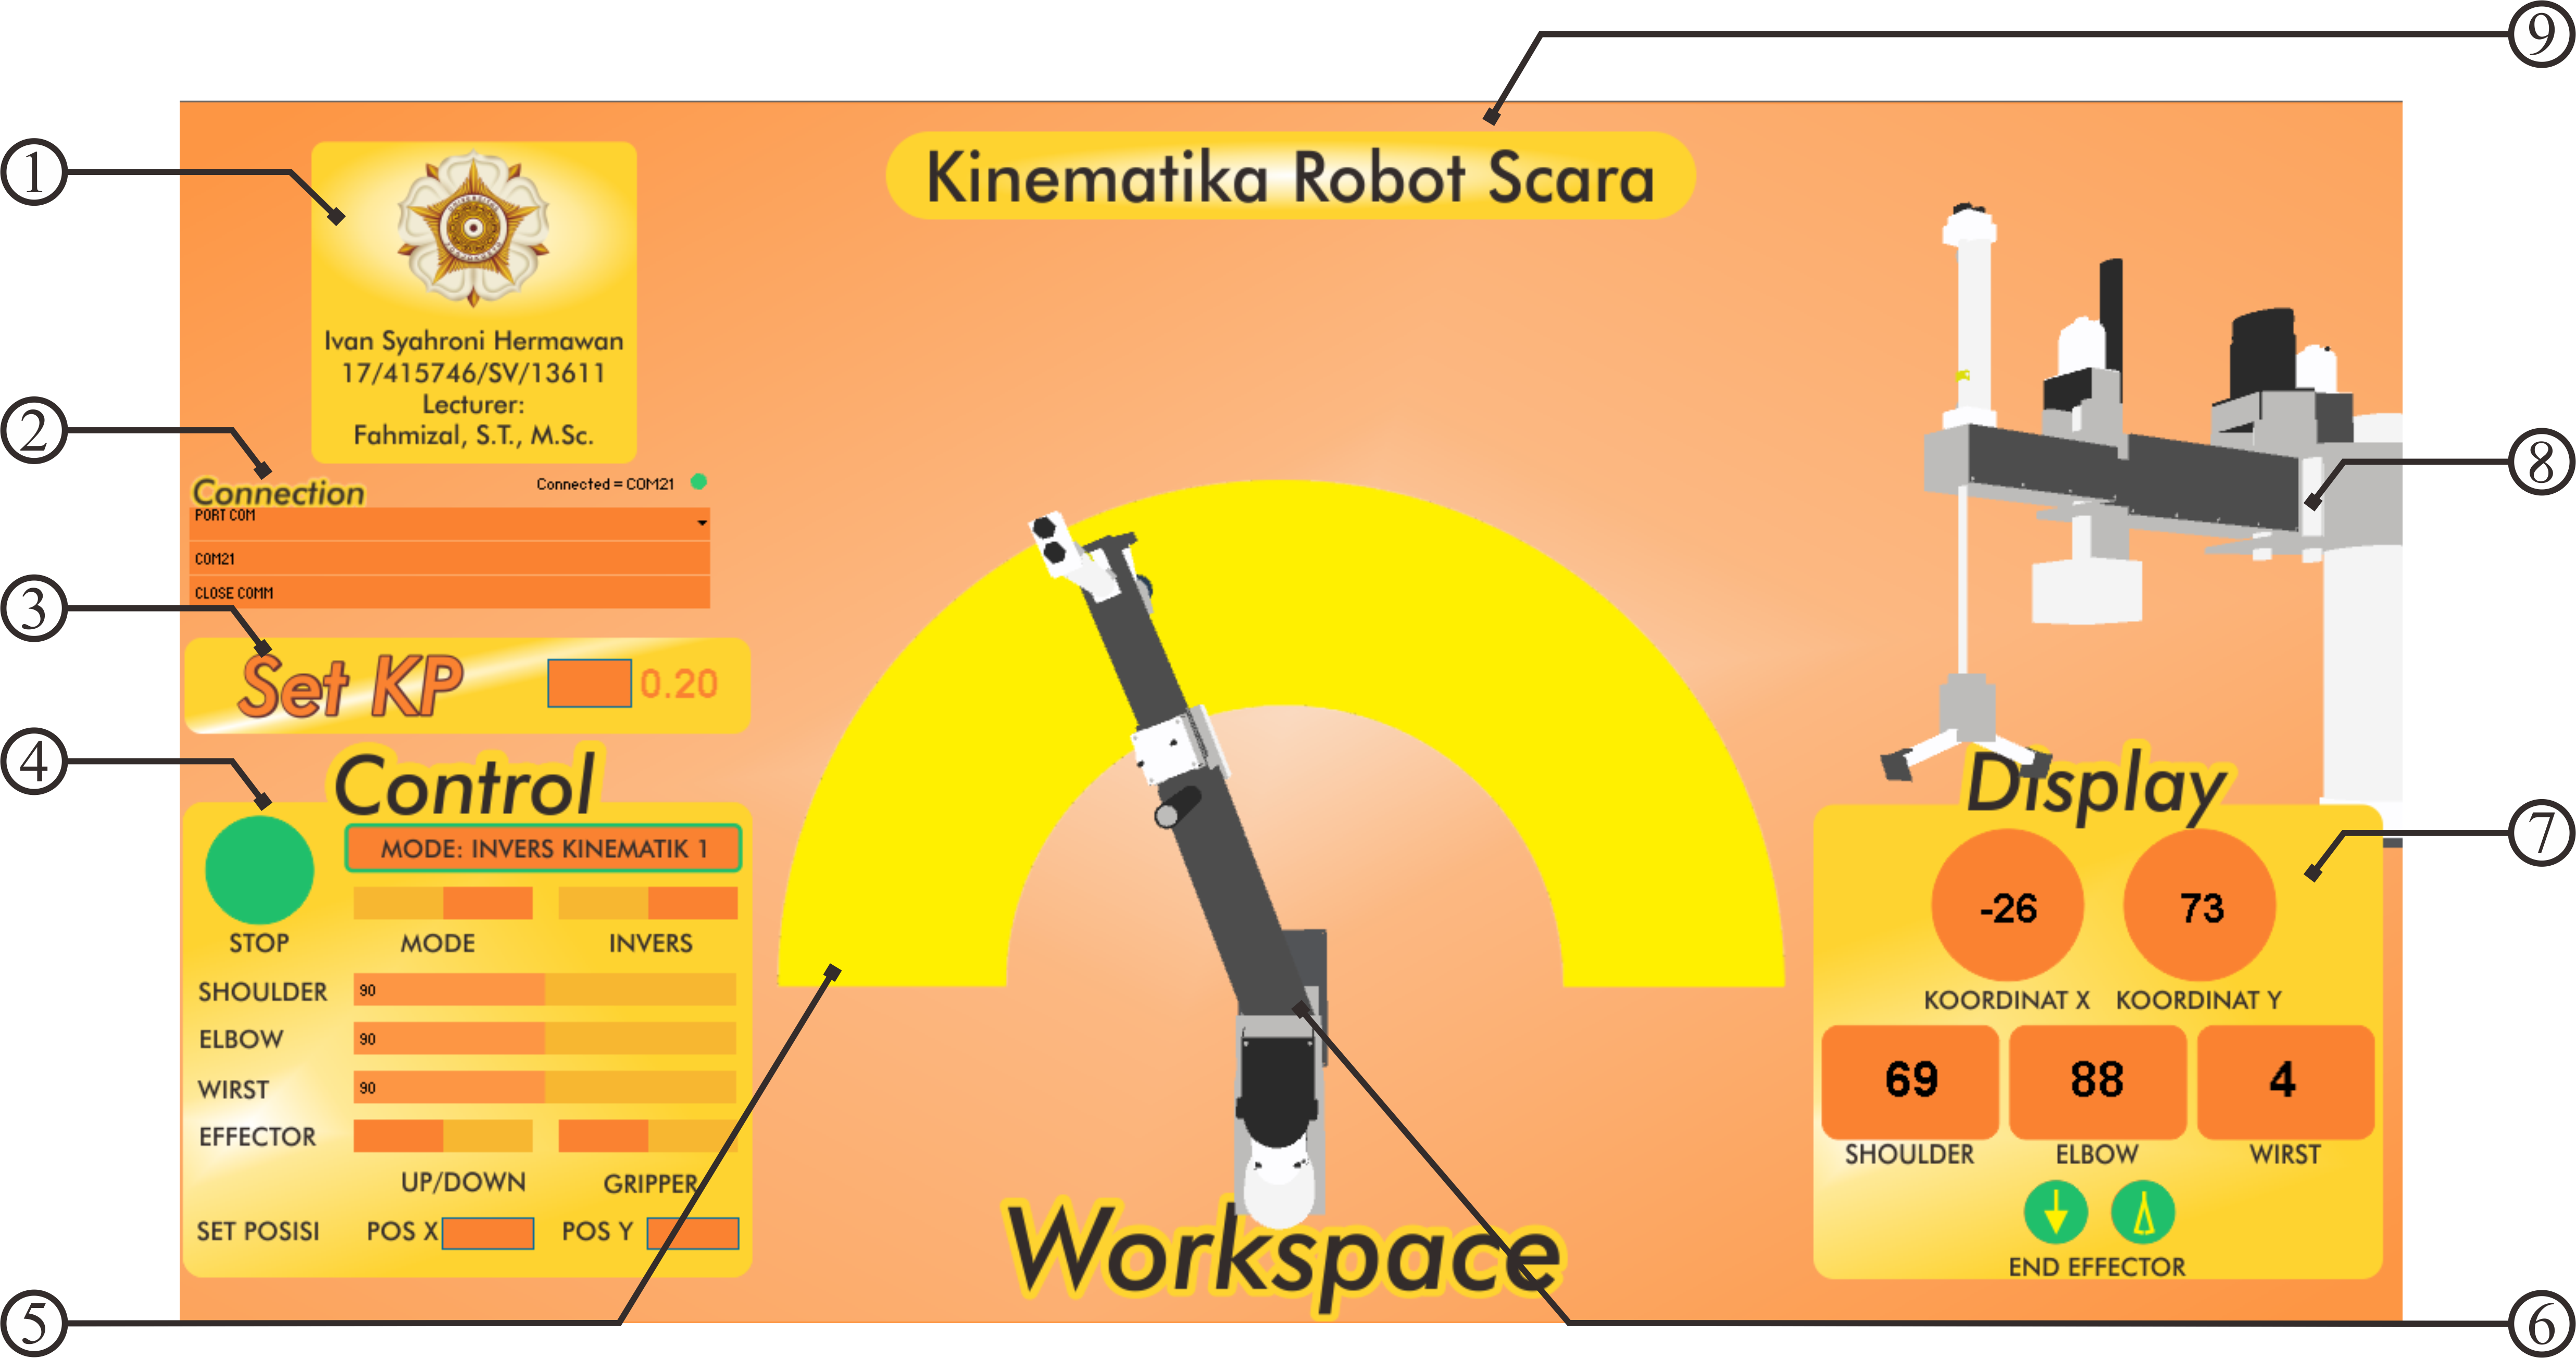 9
1
Kinematika Robot Scara
Ivan Syahroni Hermawan
17/415746/SV/13611
Lecturer:
Fahmizal, S.T., M.Sc.
2
Connection
Connected = COM21
PORT COM
COM21
CLOSE COMM
8
3
Set KP
0.20
4
Control
MODE: INVERS KINEMATIK 1
STOP
MODE
INVERS
SHOULDER
90
ELBOW
90
WIRST
90
EFFECTOR
UP/DOWN
GRIPPER
SET POSISI
POS X
POS Y
5
Workspace
6
Display
7
-26
73
KOORDINAT X
KOORDINAT Y
69
88
4
SHOULDER
ELBOW
WIRST
END EFFECTOR